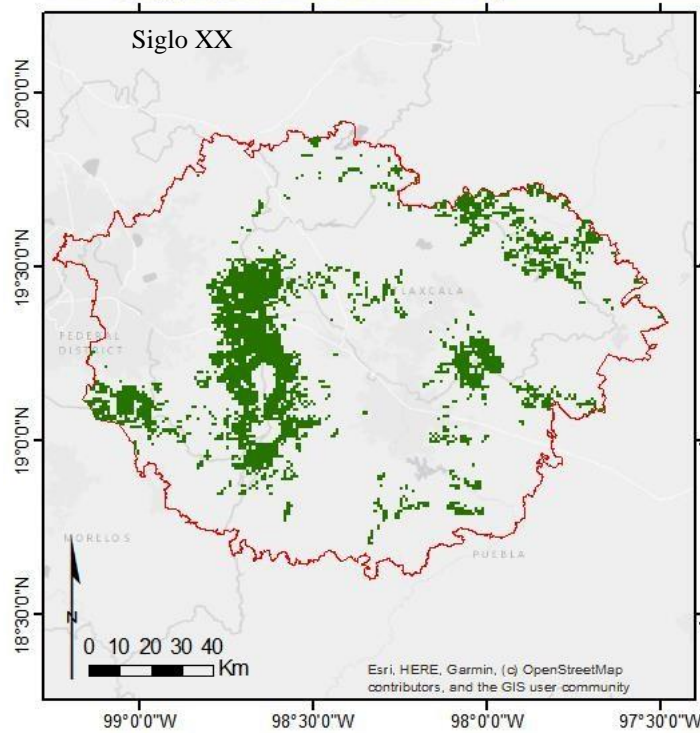 Siglo XX
20°0'0"N
19°30'0"N
TLAXCALA
FEDERAL
DISTRICT
19°0'0"N
MORELOS
PUEBLA
18°30'0"N
N
0 10 20 30 40
Km
Esri, HERE, Garmin, (c) OpenStreetMap
contributors, and the GIS user community
99°0'0"W 98°30'0"W 98°0'0"W 97°30'0"W